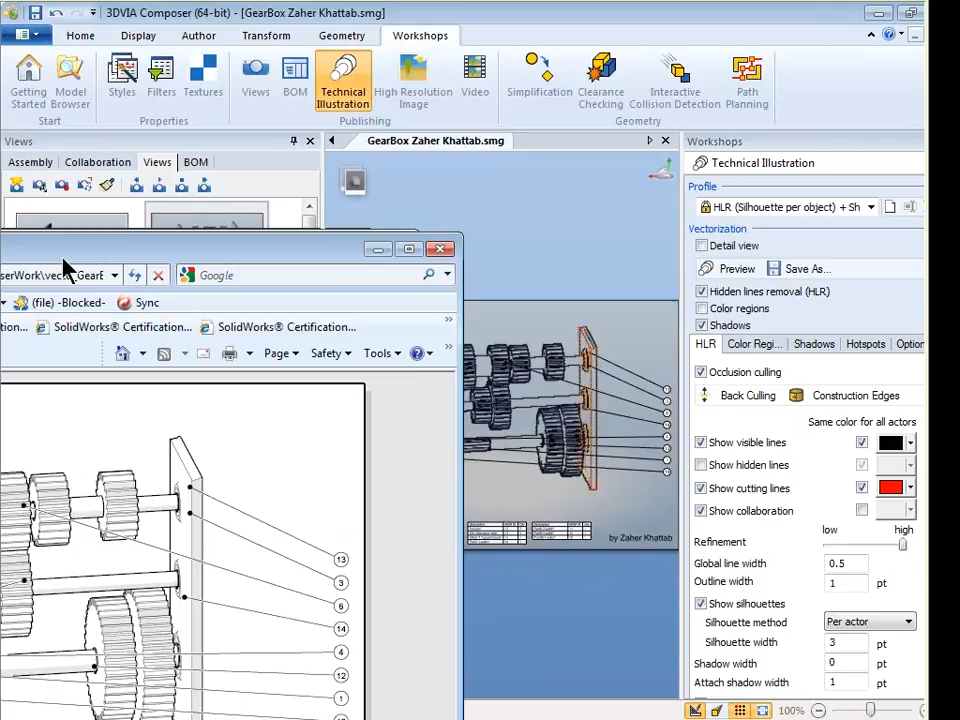 3DVIA Composer (64-bit) - [GearBox Zaher Khattab.smg]
Home Display Author Transform Geometry Workshops
Getting Started Model Browser Styles Filters Textures Views BOM Technical Illustration High Resolution Image Video Simplification Clearance Checking Interactive Collision Detection Path Planning
Start Properties Publishing Geometry
Views
GearBox Zaher Khattab.smg
Workshops
Assembly Collaboration Views BOM
Technical Illustration
Profile
HLR (Silhouette per object) + Sh
Vectorization
Detail view
Preview Save As...
Hidden lines removal (HLR)
Color regions
Shadows
HLR Color Regi... Shadows Hotspots Option
Occlusion culling
Back Culling Construction Edges
Same color for all actors
Show visible lines
Show hidden lines
Show cutting lines
Show collaboration
low high
Refinement
Global line width 0.5
Outline width 1 pt
Show silhouettes
Silhouette method Per actor
Silhouette width 3
Shadow width 0 pt
Attach shadow width 1 pt
100%
Google
(file) -Blocked- Sync
tion... SolidWorks® Certification... SolidWorks® Certification...
Page Safety Tools
13
3
6
14
4
12
1
by Zaher Khattab